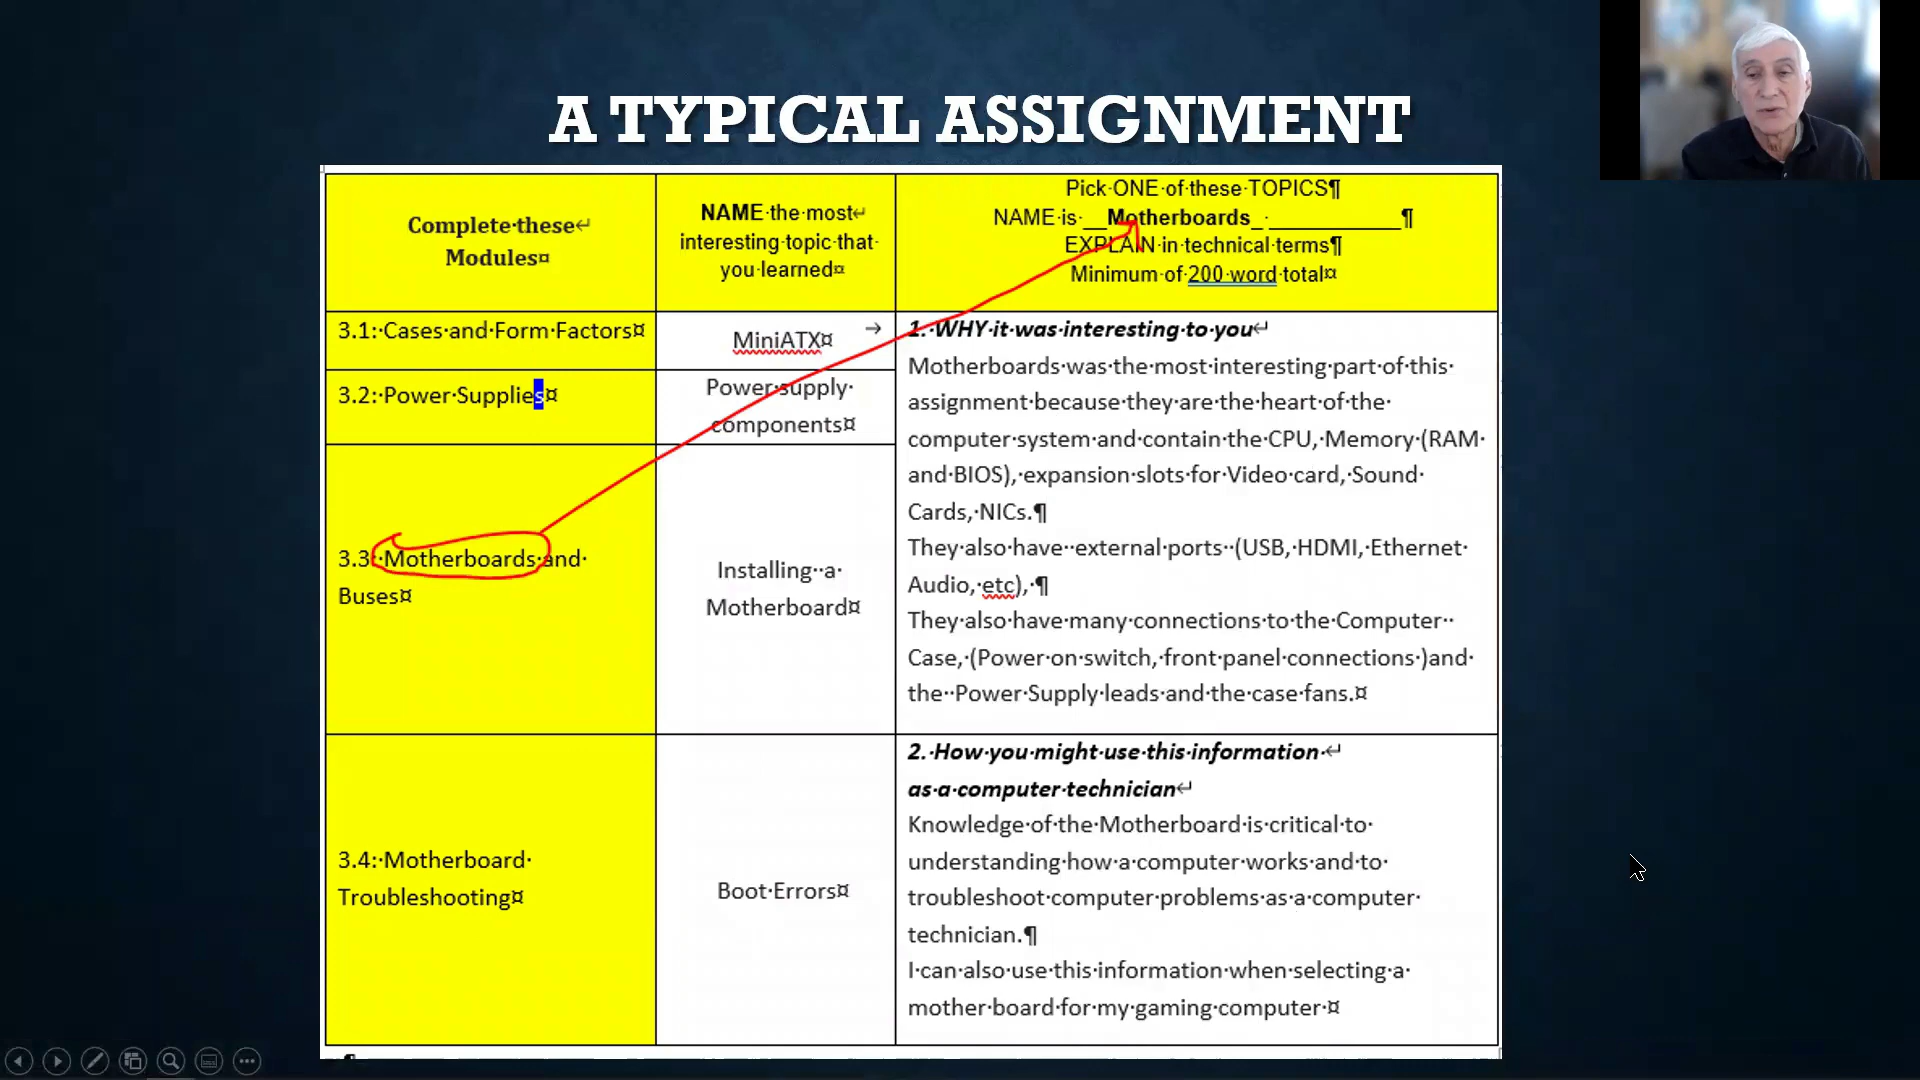 A TYPICAL ASSIGNMENT
Complete·these↵
Modules¤
NAME·the·most↵
interesting·topic·that·
you·learned¤
Pick·ONE·of·these·TOPICS¶
NAME·is·__Motherboards_·___________¶
EXPLAIN·in·technical·terms¶
Minimum·of·200·word·total¤
3.1:·Cases·and·Form·Factors¤
MiniATX¤
→
3.2:·Power·Supplies¤
Power·supply·
components¤
3.3:·Motherboards·and·
Buses¤
Installing··a·
Motherboard¤
1.·WHY·it·was·interesting·to·you↵
Motherboards·was·the·most·interesting·part·of·this·
assignment·because·they·are·the·heart·of·the·
computer·system·and·contain·the·CPU,·Memory·(RAM·
and·BIOS),·expansion·slots·for·Video·card,·Sound·
Cards,·NICs.¶
They·also·have··external·ports··(USB,·HDMI,·Ethernet·
Audio,·etc),·¶
They·also·have·many·connections·to·the·Computer··
Case,·(Power·on·switch,·front·panel·connections·)and·
the··Power·Supply·leads·and·the·case·fans.¤
3.4:·Motherboard·
Troubleshooting¤
Boot·Errors¤
2.·How·you·might·use·this·information·↵
as·a·computer·technician↵
Knowledge·of·the·Motherboard·is·critical·to·
understanding·how·a·computer·works·and·to·
troubleshoot·computer·problems·as·a·computer·
technician.¶
I·can·also·use·this·information·when·selecting·a·
mother·board·for·my·gaming·computer·¤